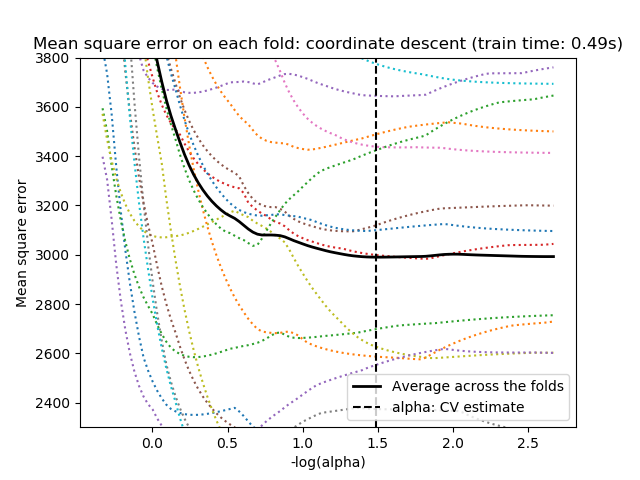 Mean square error on each fold: coordinate descent (train time: 0.49s)
3800
3600
3400
3200
3000
2800
2600
2400
Mean square error
Average across the folds
alpha: CV estimate
0.0 0.5 1.0 1.5 2.0 2.5
-log(alpha)